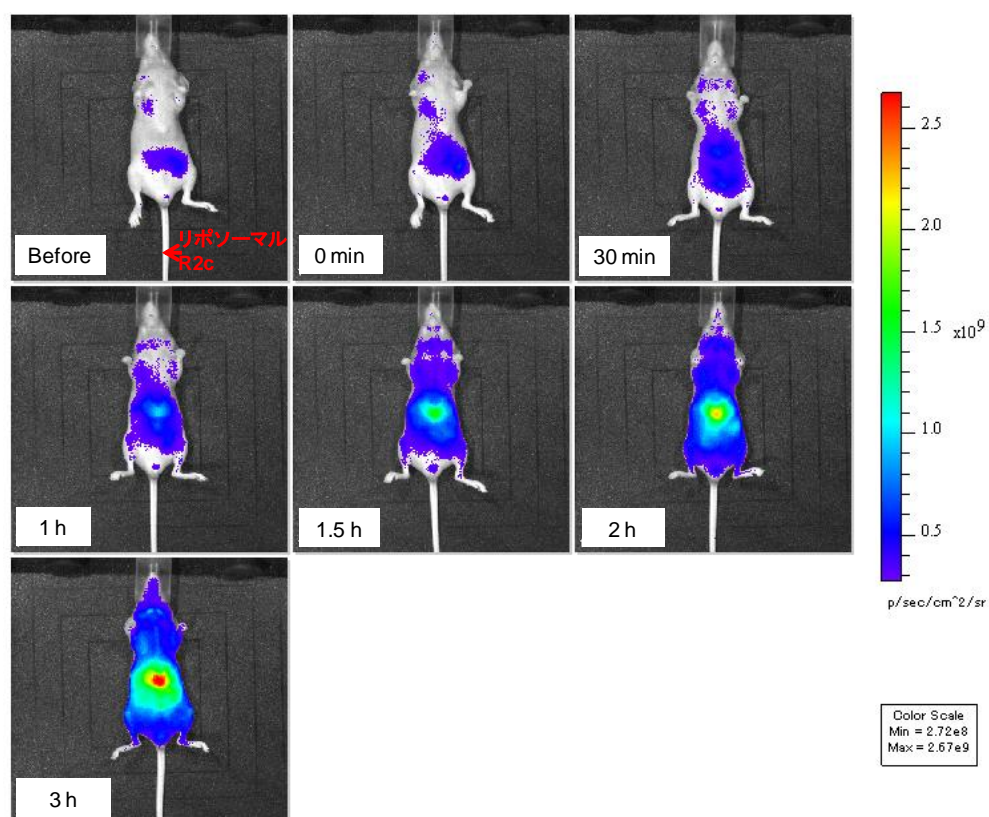 Before
リポソーマル
R2c
0 min
30 min
1 h
1.5 h
2 h
3 h
2.5
2.0
1.5
x10^9
1.0
0.5
p/sec/cm^2/sr
Color Scale
Min = 2.72e8
Max = 2.67e9